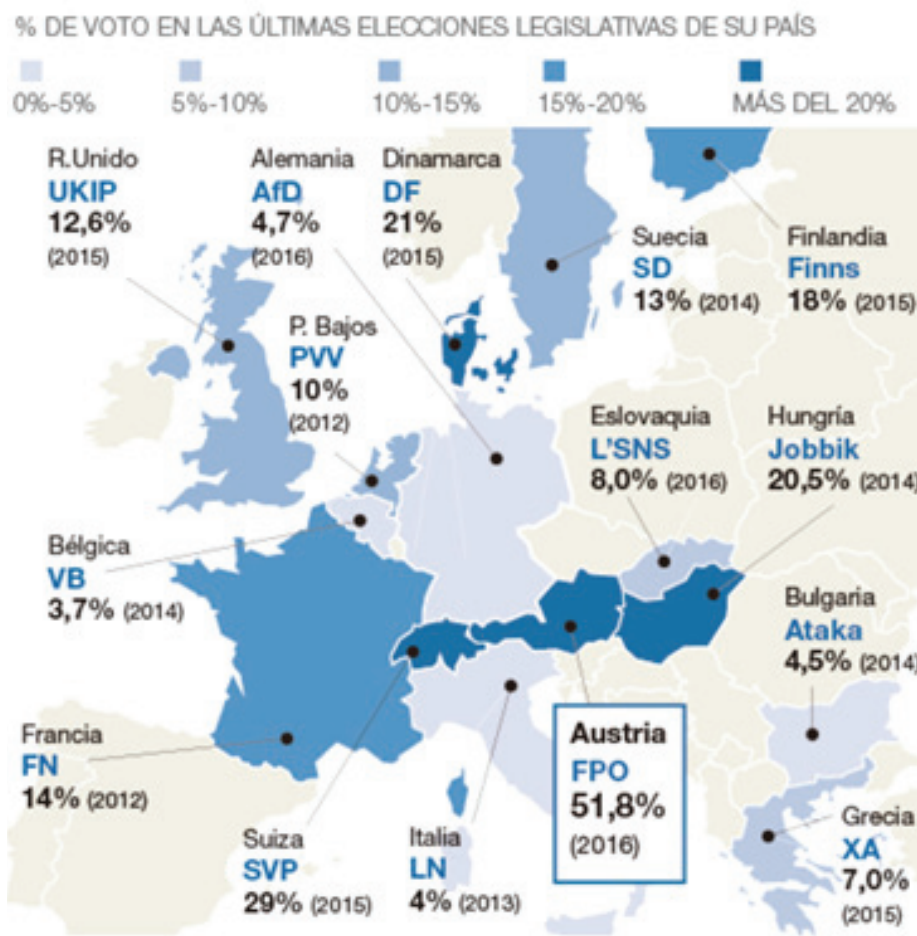 % DE VOTO EN LAS ÚLTIMAS ELECCIONES LEGISLATIVAS DE SU PAÍS
0%-5%
5%-10%
10%-15%
15%-20%
MÁS DEL 20%
R.Unido
UKIP
12,6%
(2015)
Alemania
AfD
4,7%
(2016)
Dinamarca
DF
21%
(2015)
Suecia
SD
13% (2014)
Finlandia
Finns
18% (2015)
P. Bajos
PVV
10%
(2012)
Eslovaquia
L'SNS
8,0% (2016)
Hungría
Jobbik
20,5% (2014)
Bélgica
VB
3,7% (2014)
Bulgaria
Ataka
4,5% (2014)
Francia
FN
14% (2012)
Suiza
SVP
29% (2015)
Italia
LN
4% (2013)
Austria
FPO
51,8%
(2016)
Grecia
XA
7,0%
(2015)